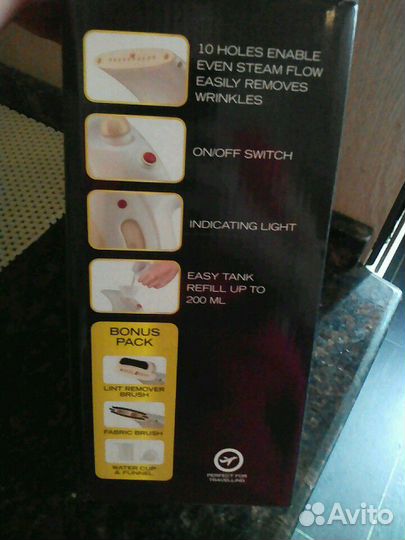 10 HOLES ENABLE
EVEN STEAM FLOW
EASILY REMOVES
WRINKLES
ON/OFF SWITCH
INDICATING LIGHT
EASY TANK
REFILL UP TO
200 ML
BONUS
PACK
LINT REMOVER
BRUSH
FABRIC BRUSH
WATER CUP
& FUNNEL
PERFECT FOR
TRAVELLING
Avito